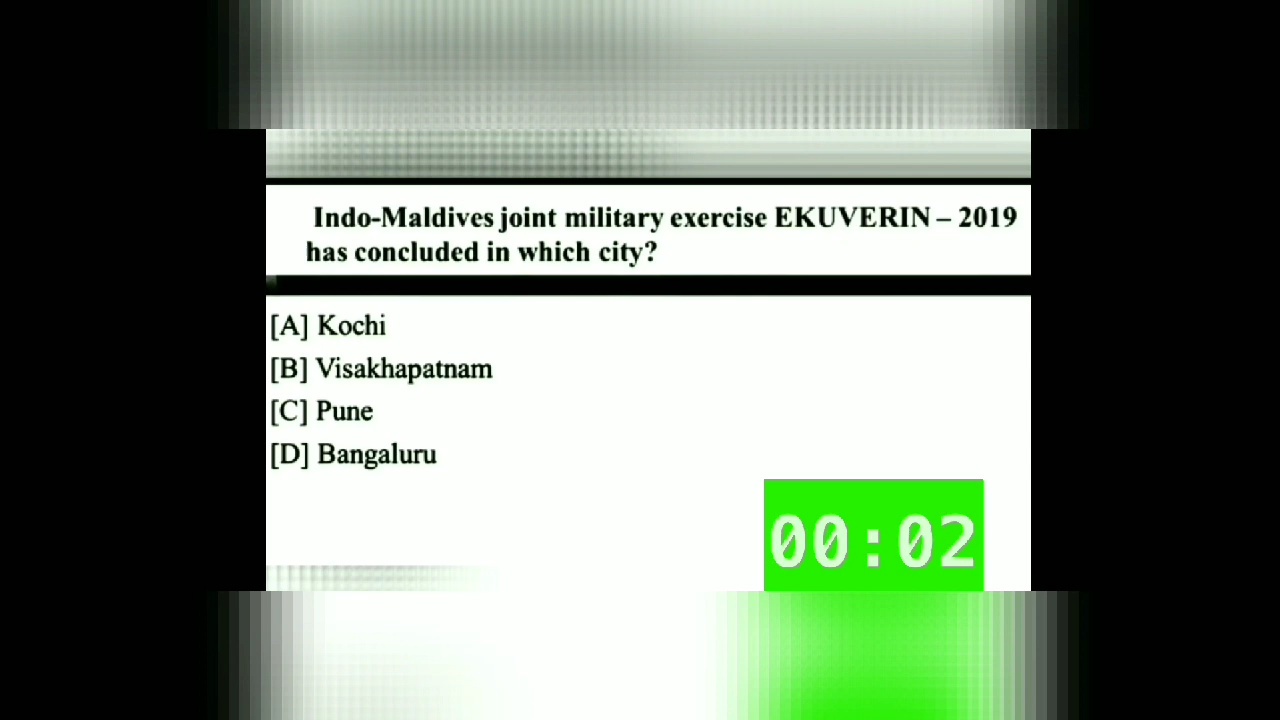 Indo-Maldives joint military exercise EKUVERIN – 2019
has concluded in which city?
[A] Kochi
[B] Visakhapatnam
[C] Pune
[D] Bangaluru
00:02